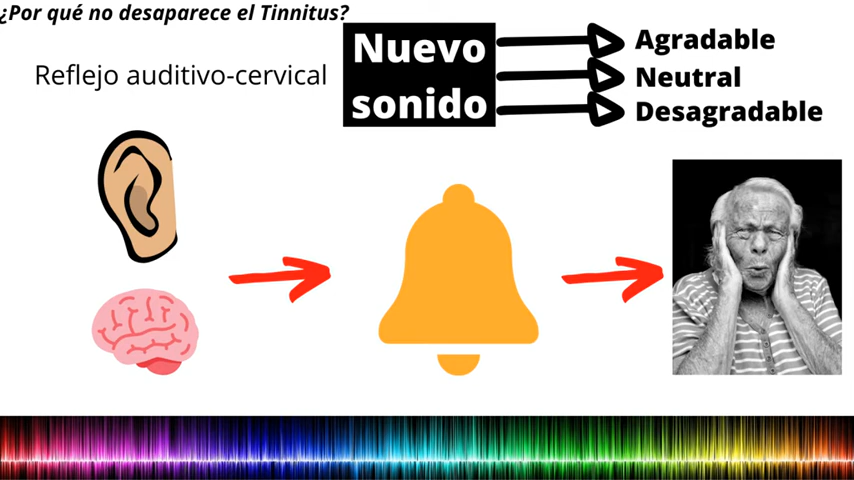 ¿Por qué no desaparece el Tinnitus?
Reflejo auditivo-cervical
Nuevo
sonido
Agradable
Neutral
Desagradable